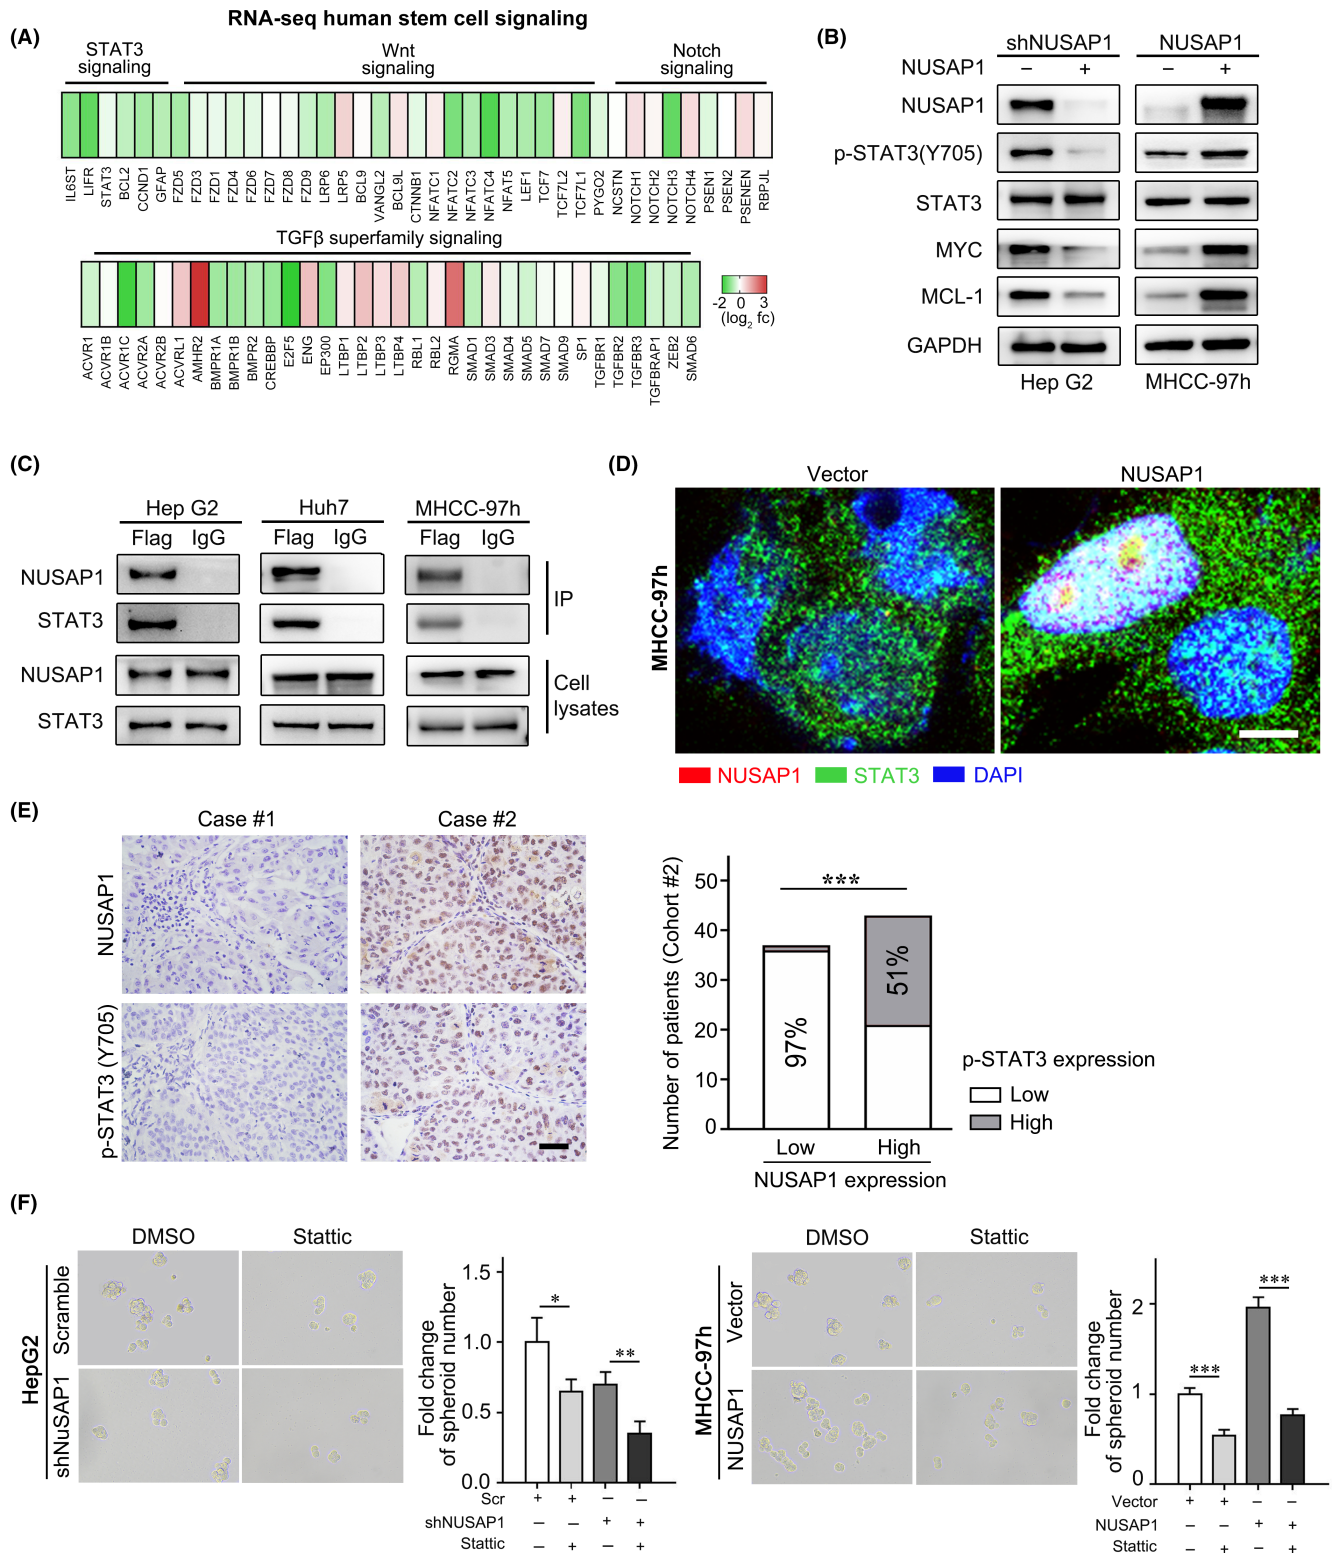 RNA-seq human stem cell signaling
(A)
STAT3 signaling
Wnt signaling
Notch signaling
IL6ST LIFR STAT3 BCL2 CCND1 GFAP FZD5 FZD3 FZD1 FZD4 FZD6 FZD7 FZD8 FZD9 LRP6 LRP5 BCL9 VANGL2 BCL9L CTNNB1 NFATC1 NFATC2 NFATC3 NFATC4 NFAT5 LEF1 TCF7 TCF7L2 TCF7L1 PYGO2 NCSTN NOTCH1 NOTCH2 NOTCH3 NOTCH4 PSEN1 PSEN2 PSENEN RBPJL
TGFβ superfamily signaling
ACVR1 ACVR1B ACVR1C ACVR2A ACVR2B ACVRL1 AMHR2 BMPR1A BMPR1B BMPR2 CREBBP E2F5 ENG EP300 LTBP1 LTBP2 LTBP3 LTBP4 RBL1 RBL2 RGMA SMAD1 SMAD3 SMAD4 SMAD5 SMAD7 SMAD9 SP1 TGFBR1 TGFBR2 TGFBR3 TGFBRAP1 ZEB2 SMAD6
-2 0 3
(log2 fc)
(B)
shNUSAP1 NUSAP1
NUSAP1 – + – +
NUSAP1
p-STAT3(Y705)
STAT3
MYC
MCL-1
GAPDH
Hep G2 MHCC-97h
(C)
Hep G2 Huh7 MHCC-97h
Flag IgG Flag IgG Flag IgG
NUSAP1
STAT3
IP
NUSAP1
STAT3
Cell
lysates
(D)
Vector NUSAP1
MHCC-97h
NUSAP1 STAT3 DAPI
(E)
Case #1 Case #2
NUSAP1
p-STAT3 (Y705)
Number of patients (Cohort #2)
50
40
30
20
10
0
***
97%
51%
Low High
NUSAP1 expression
p-STAT3 expression
Low
High
(F)
DMSO Stattic
HepG2
Scramble
shNuSAP1
Fold change
of spheroid number
1.5
1.0
0.5
0.0
*
**
Scr + + – –
shNUSAP1 – – + +
Stattic – + – +
DMSO Stattic
MHCC-97h
Vector
NUSAP1
Fold change
of spheroid number
2
1
0
***
***
Vector + + – –
NUSAP1 – – + +
Stattic – + – +